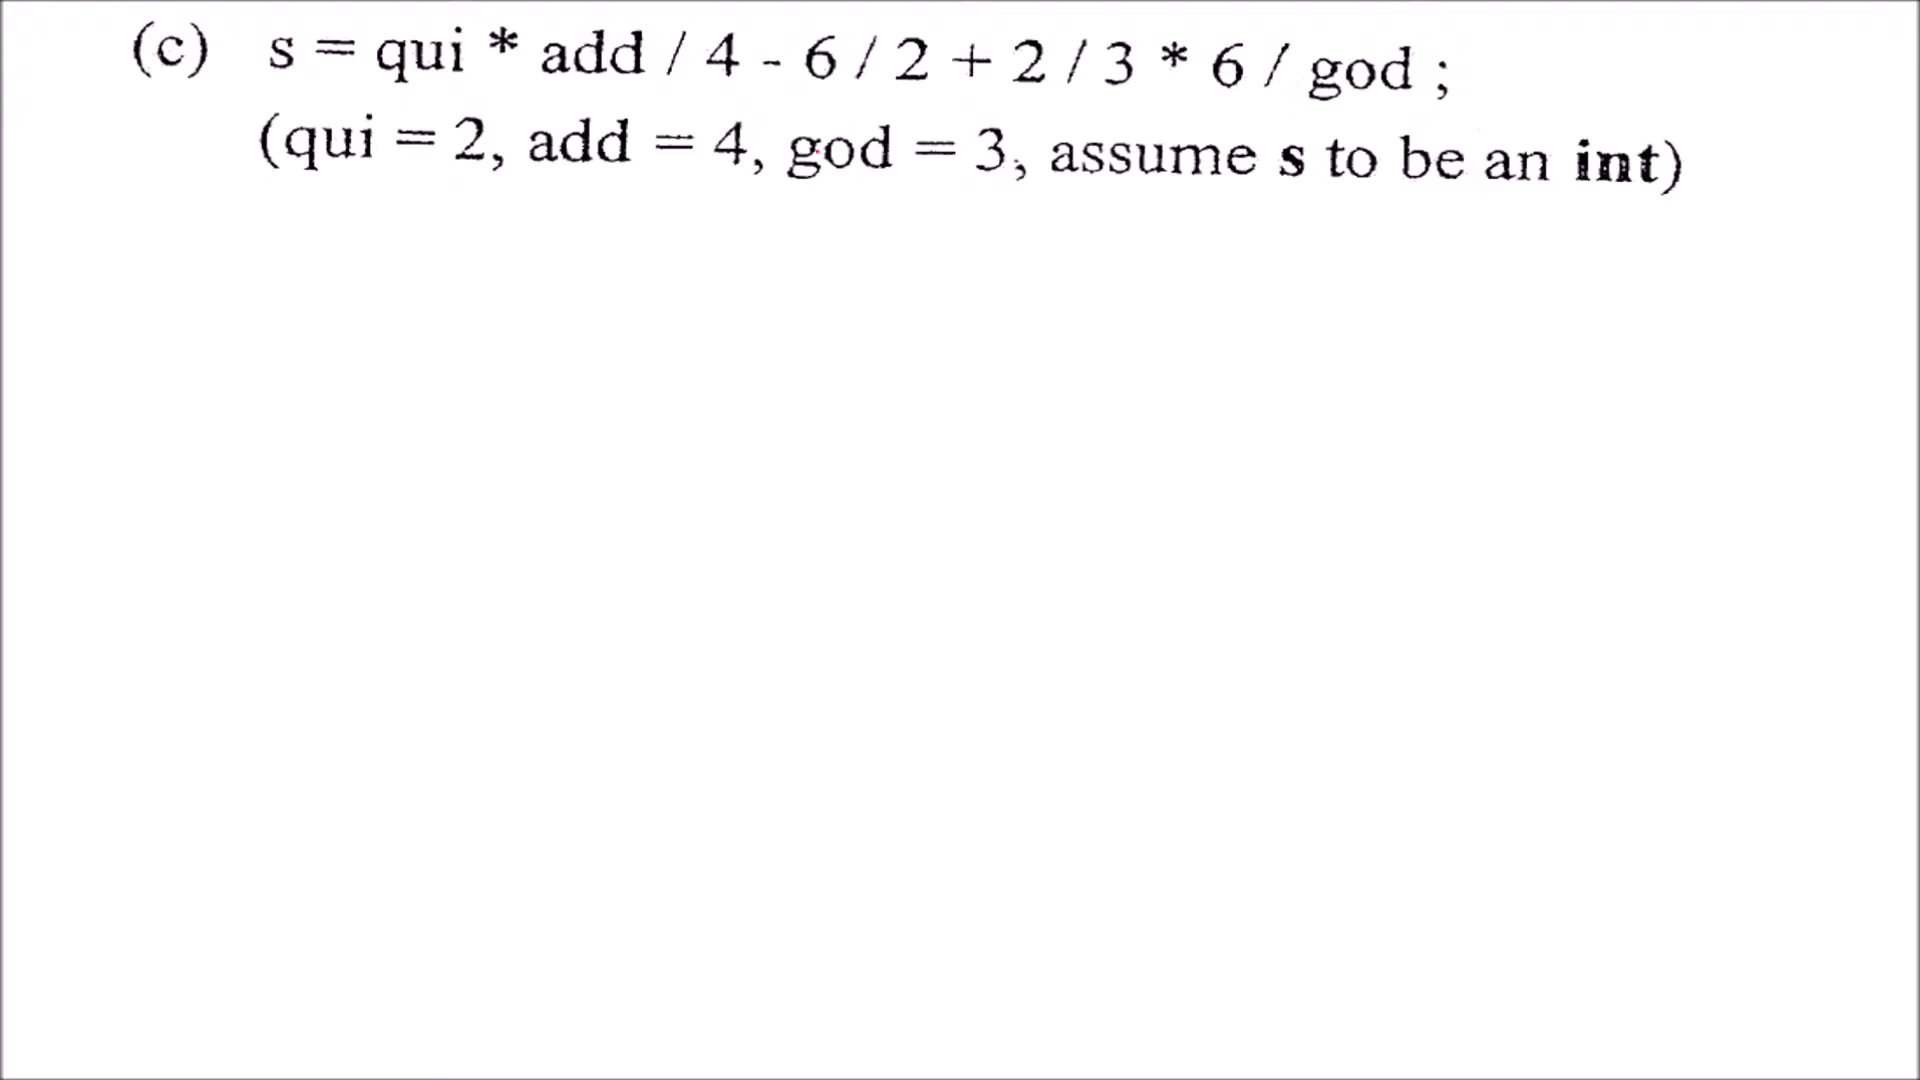 (c) s = qui * add / 4 - 6 / 2 + 2 / 3 * 6 / god ;
(qui = 2, add = 4, god = 3, assume s to be an int)